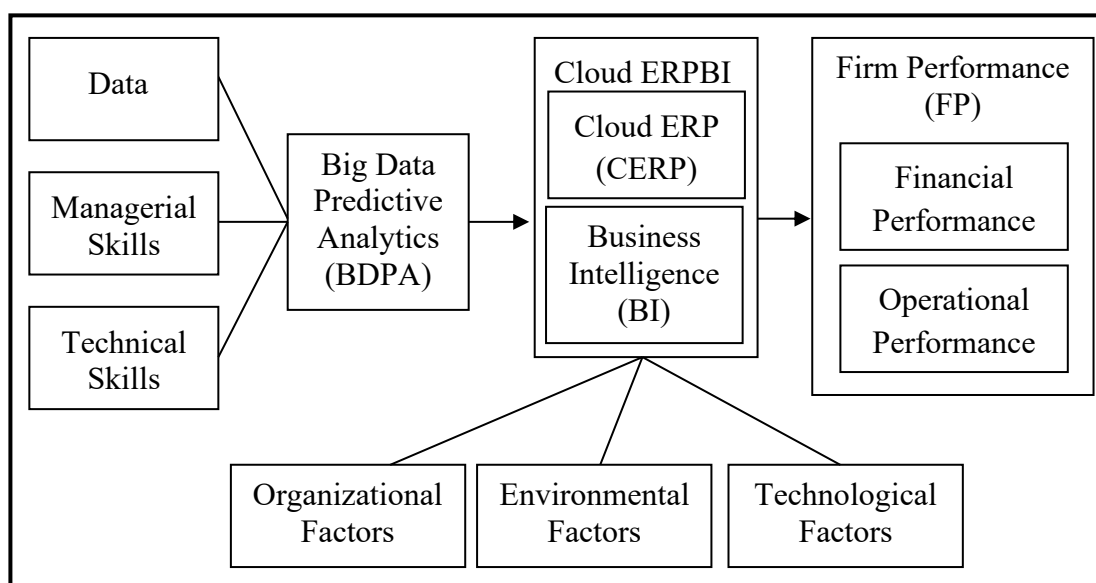 Data
Managerial
Skills
Technical
Skills
Big Data
Predictive
Analytics
(BDPA)
Cloud ERPBI
Cloud ERP
(CERP)
Business
Intelligence
(BI)
Firm Performance
(FP)
Financial
Performance
Operational
Performance
Organizational
Factors
Environmental
Factors
Technological
Factors